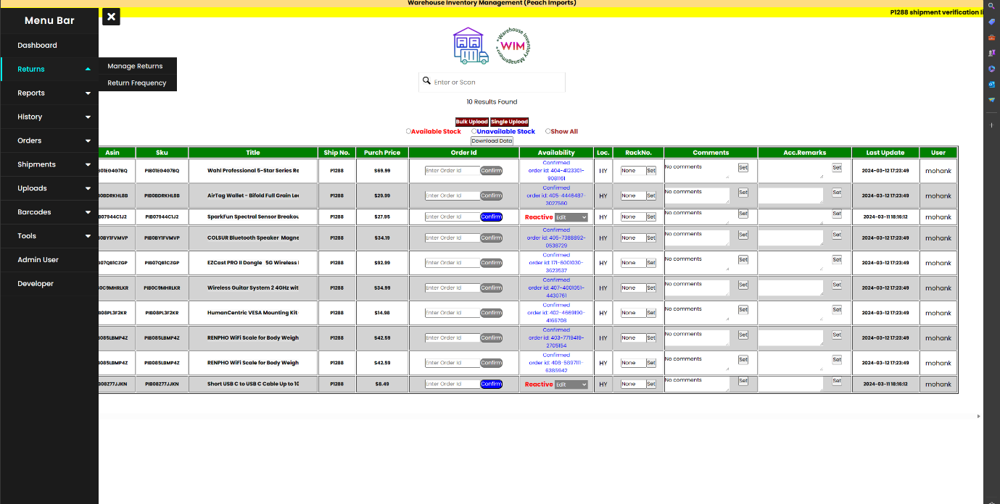 Warehouse Inventory Management (Peach Imports)
P1288 shipment verification li
Menu Bar
Dashboard
Returns
Manage Returns
Return Frequency
Reports
History
Orders
Shipments
Uploads
Barcodes
Tools
Admin User
Developer
Warehouse Inventory Management
WIM
Enter or Scan
10 Results Found
Bulk Upload Single Upload
Available Stock Unavailable Stock Show All
Download Data
Asin Sku Title Ship No. Purch Price Order Id Availability Loc. RackNo. Comments Acc.Remarks Last Update User
B01EG4G7BQ PIB01EG4G7BQ Wahl Professional 5-Star Series Re P1288 $69.99 Enter Order Id Confirm Confirmed order id: 404-4123301-9081161 HY None Set No comments Set Set 2024-03-12 17:23:49 mohank
B0BDRKHL8B PIB0BDRKHL8B AirTag Wallet - Bifold Full Grain Lea P1288 $29.99 Enter Order Id Confirm Confirmed order id: 405-4446487-3027560 HY None Set No comments Set Set 2024-03-12 17:23:49 mohank
B07944C1J2 PIB07944C1J2 SparkFun Spectral Sensor Breakou P1288 $27.95 Enter Order Id Confirm Reactive Edit HY None Set No comments Set Set 2024-03-11 18:16:12 mohank
B0BY1FVMVP PIB0BY1FVMVP COLSUR Bluetooth Speaker Magne P1288 $34.19 Enter Order Id Confirm Confirmed order id: 405-7388892-0538729 HY None Set No comments Set Set 2024-03-12 17:23:49 mohank
B07QB1CZGP PIB07QB1CZGP EZCast PRO II Dongle 5G Wireless I P1288 $92.99 Enter Order Id Confirm Confirmed order id: 171-6001030-3623537 HY None Set No comments Set Set 2024-03-12 17:23:49 mohank
B0C9MHRLKR PIB0C9MHRLKR Wireless Guitar System 2 4GHz wit P1288 $34.99 Enter Order Id Confirm Confirmed order id: 407-4001051-4430761 HY None Set No comments Set Set 2024-03-12 17:23:49 mohank
B08PL3F2KR PIB08PL3F2KR HumanCentric VESA Mounting Kit P1288 $14.98 Enter Order Id Confirm Confirmed order id: 402-4669190-4166708 HY None Set No comments Set Set 2024-03-12 17:23:49 mohank
B085LBMP4Z PIB085LBMP4Z RENPHO WiFi Scale for Body Weigh P1288 $42.59 Enter Order Id Confirm Confirmed order id: 403-7719419-2705154 HY None Set No comments Set Set 2024-03-12 17:23:49 mohank
B085LBMP4Z PIB085LBMP4Z RENPHO WiFi Scale for Body Weigh P1288 $42.59 Enter Order Id Confirm Confirmed order id: 408-5897111-6385942 HY None Set No comments Set Set 2024-03-12 17:23:49 mohank
B08Z77JJKN PIB08Z77JJKN Short USB C to USB C Cable Up to 10 P1288 $8.49 Enter Order Id Confirm Reactive Edit HY None Set No comments Set Set 2024-03-11 18:16:12 mohank